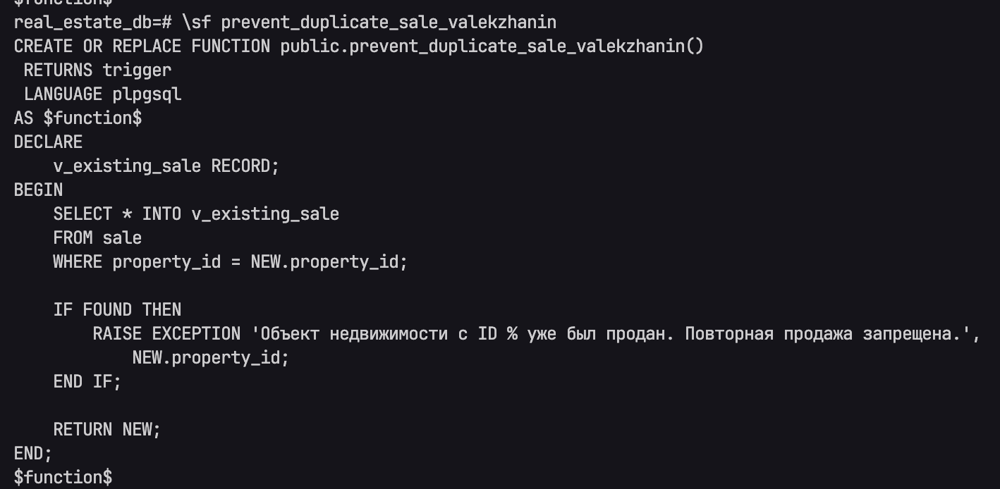 $function$
real_estate_db=# \sf prevent_duplicate_sale_valekzhanin
CREATE OR REPLACE FUNCTION public.prevent_duplicate_sale_valekzhanin()
 RETURNS trigger
 LANGUAGE plpgsql
AS $function$
DECLARE
    v_existing_sale RECORD;
BEGIN
    SELECT * INTO v_existing_sale
    FROM sale
    WHERE property_id = NEW.property_id;

    IF FOUND THEN
        RAISE EXCEPTION 'Объект недвижимости с ID % уже был продан. Повторная продажа запрещена.',
            NEW.property_id;
    END IF;

    RETURN NEW;
END;
$function$